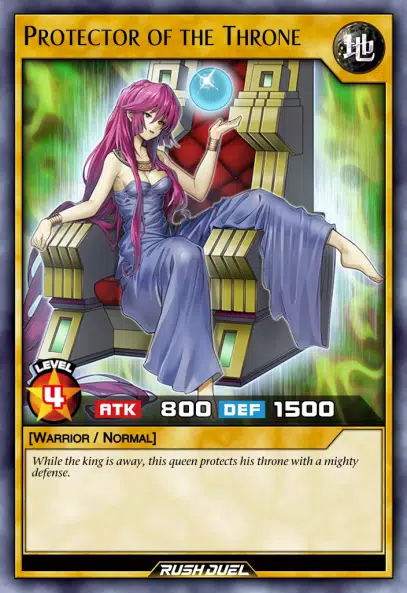 PROTECTOR OF THE THRONE
地
LEVEL
4
ATK 800 DEF 1500
[WARRIOR / NORMAL]
While the king is away, this queen protects his throne with a mighty
defense.
RUSH DUEL